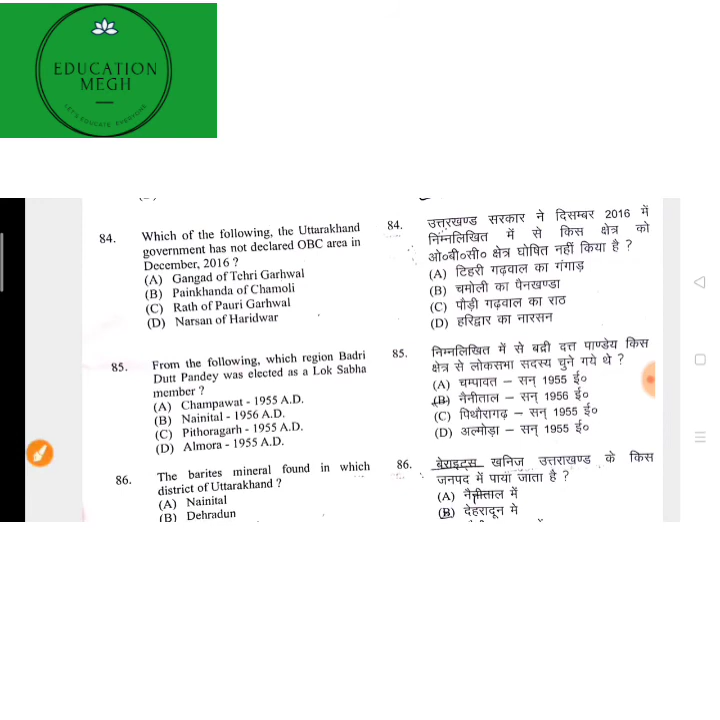 EDUCATION
MEGH
LET'S EDUCATE EVERYONE
84. Which of the following, the Uttarakhand
government has not declared OBC area in
December, 2016 ?
(A) Gangad of Tehri Garhwal
(B) Painkhanda of Chamoli
(C) Rath of Pauri Garhwal
(D) Narsan of Haridwar
85. From the following, which region Badri
Dutt Pandey was elected as a Lok Sabha
member ?
(A) Champawat - 1955 A.D.
(B) Nainital - 1956 A.D.
(C) Pithoragarh - 1955 A.D.
(D) Almora - 1955 A.D.
86. The barites mineral found in which
district of Uttarakhand ?
(A) Nainital
(B) Dehradun
84. उत्तरखण्ड सरकार ने दिसम्बर 2016 में
निम्नलिखित में से किस क्षेत्र को
ओ०बी०सी० क्षेत्र घोषित नहीं किया है ?
(A) टिहरी गढ़वाल का गंगाड़
(B) चमोली का पैनखण्डा
(C) पौड़ी गढ़वाल का राठ
(D) हरिद्वार का नारसन
85. निम्नलिखित में से बद्री दत्त पाण्डेय किस
क्षेत्र से लोकसभा सदस्य चुने गये थे ?
(A) चम्पावत – सन् 1955 ई०
(B) नैनीताल – सन् 1956 ई०
(C) पिथौरागढ़ – सन् 1955 ई०
(D) अल्मोड़ा – सन् 1955 ई०
86. बेराइट्स खनिज उत्तराखण्ड के किस
जनपद में पाया जाता है ?
(A) नैनीताल में
(B) देहरादून मे